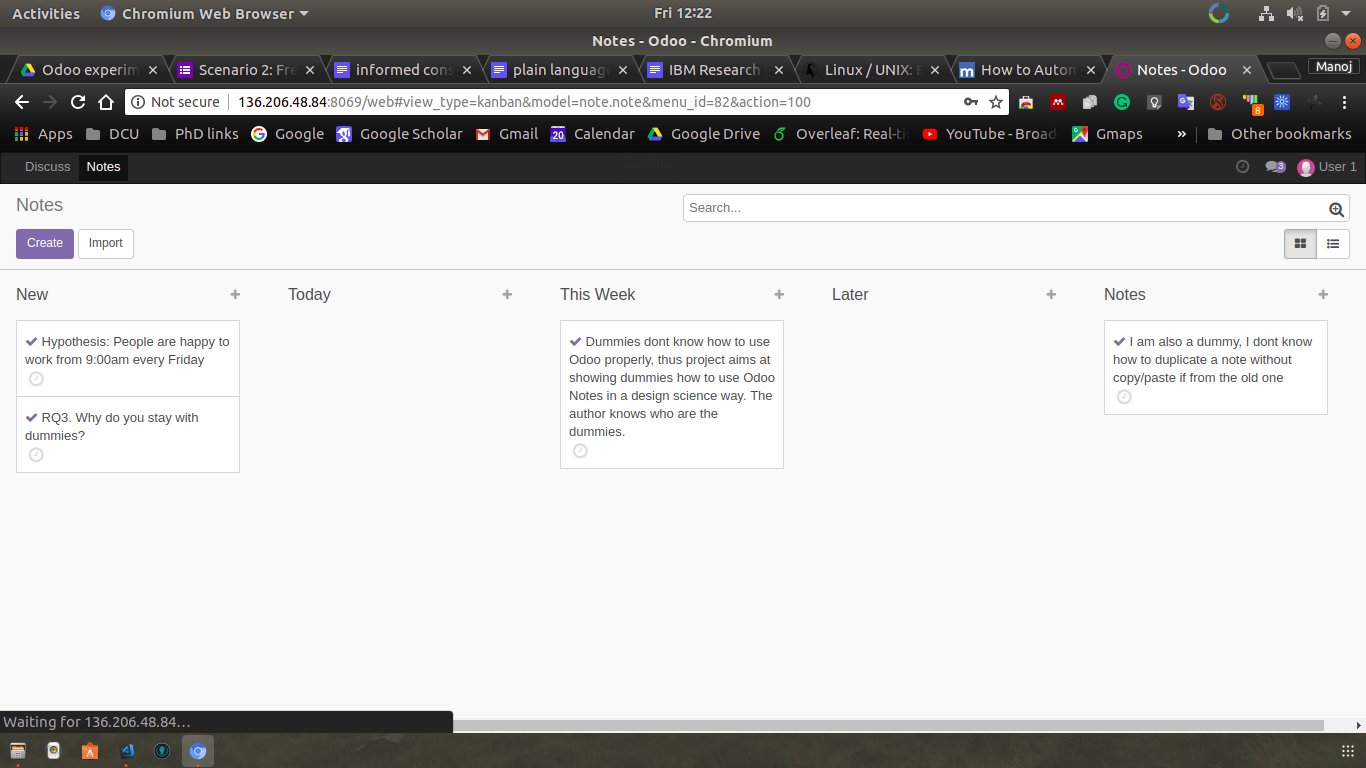 Activities Chromium Web Browser Fri 12:22
Notes - Odoo - Chromium
Odoo experim Scenario 2: Fre informed cons plain language IBM Research Linux / UNIX: How to Autom Notes - Odoo Manoj
Not secure 136.206.48.84:8069/web#view_type=kanban&model=note.note&menu_id=82&action=100 8
Apps DCU PhD links Google Google Scholar Gmail 20 Calendar Google Drive Overleaf: Real-ti YouTube - Broad Gmaps » Other bookmarks
Discuss Notes 3 User 1
Notes
Search...
Create Import
New + Today + This Week + Later + Notes +
Hypothesis: People are happy to
work from 9:00am every Friday
RQ3. Why do you stay with
dummies?
Dummies dont know how to use
Odoo properly, thus project aims at
showing dummies how to use Odoo
Notes in a design science way. The
author knows who are the
dummies.
I am also a dummy, I dont know
how to duplicate a note without
copy/paste if from the old one
Waiting for 136.206.48.84…